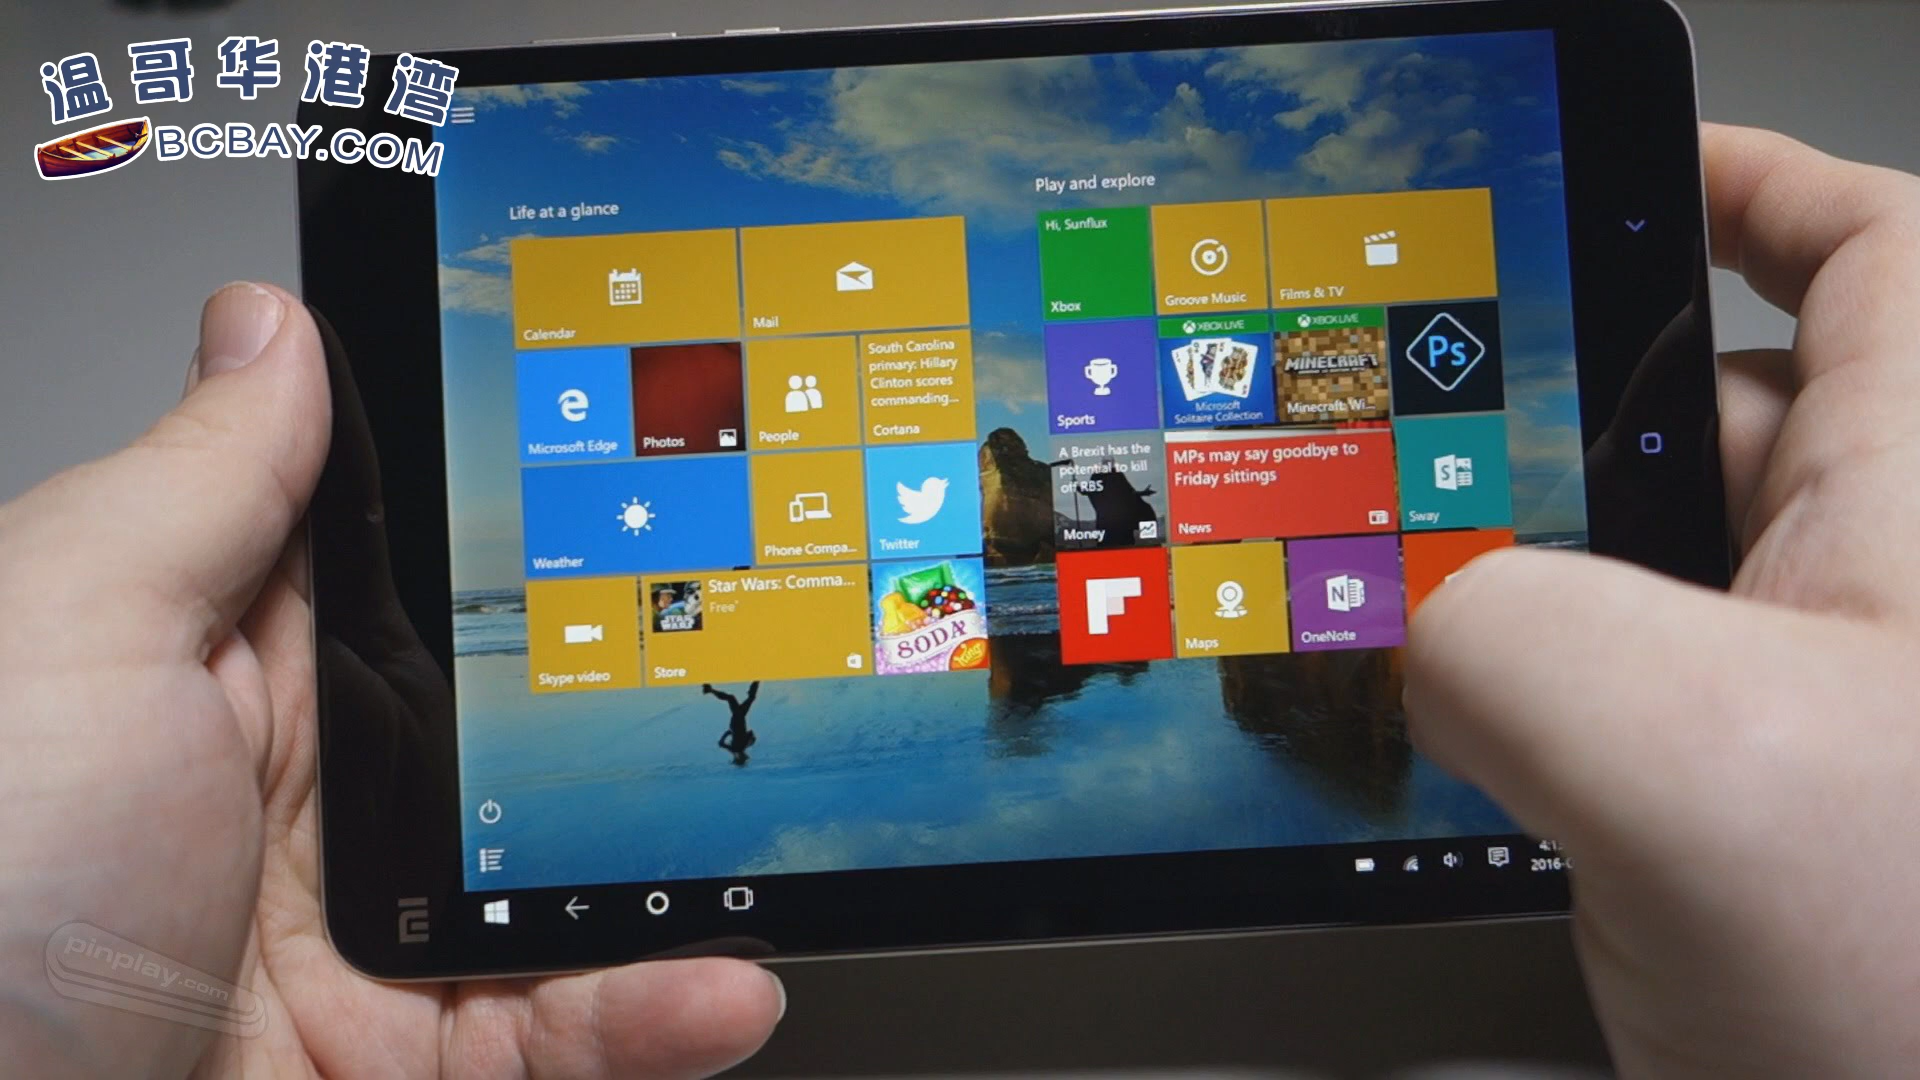 温哥华港湾
BCBAY.COM
Life at a glance
Calendar
Mail
Microsoft Edge
Photos
People
South Carolina
primary: Hillary
Clinton scores
commanding...
Cortana
Weather
Phone Compa...
Twitter
Skype video
Star Wars: Comma...
Free*
STAR
WARS
Store
SODA
King
Play and explore
Hi, Sunflux
Xbox
Groove Music
Films & TV
Sports
XBOX LIVE
Microsoft
Solitaire Collection
XBOX LIVE
MINECRAFT
Minecraft: Wi...
Ps
A Brexit has the
potential to kill
off RBS
Money
MPs may say goodbye to
Friday sittings
News
S
Sway
Maps
N
OneNote
2016-
pinplay.com